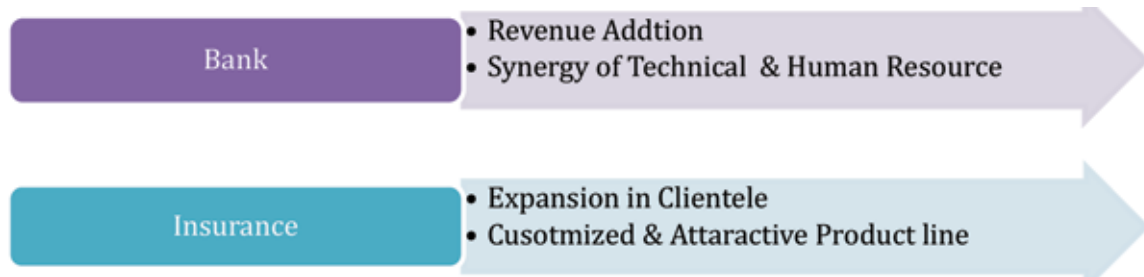 Bank
• Revenue Addtion
• Synergy of Technical & Human Resource
Insurance
• Expansion in Clientele
• Cusotmized & Attaractive Product line